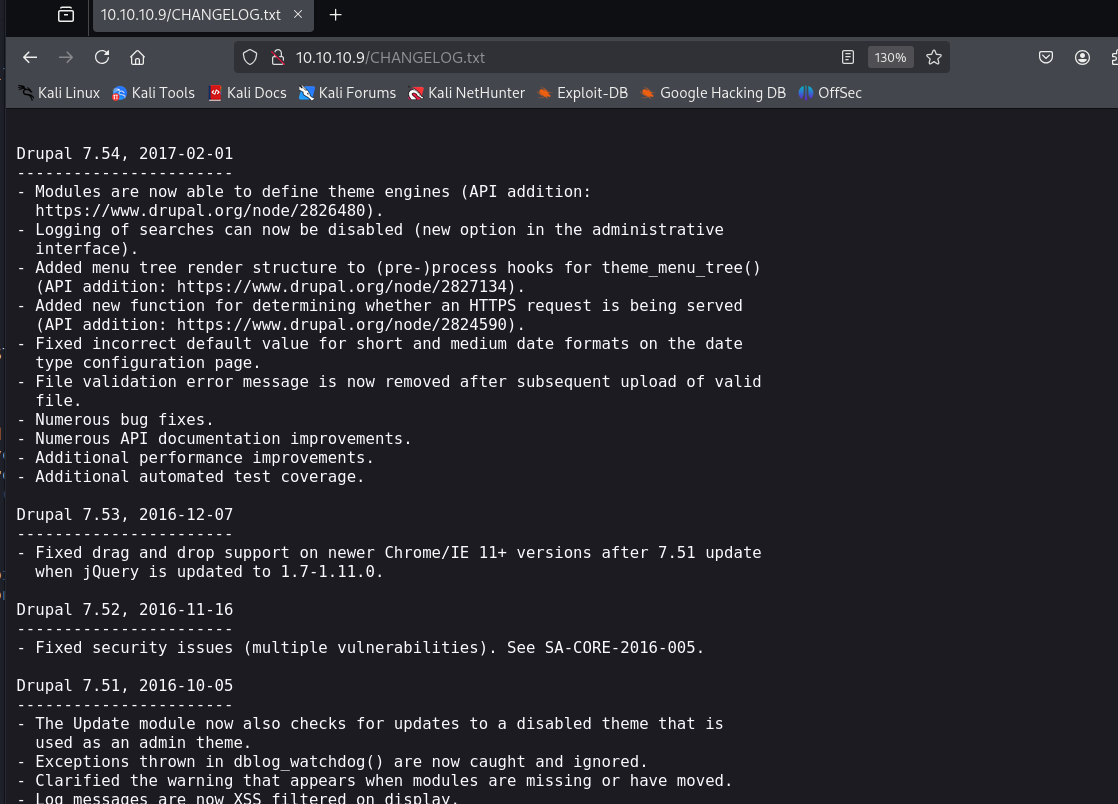 10.10.10.9/CHANGELOG.txt
10.10.10.9/CHANGELOG.txt 130%
Kali Linux Kali Tools Kali Docs Kali Forums Kali NetHunter Exploit-DB Google Hacking DB OffSec
Drupal 7.54, 2017-02-01
-----------------------
- Modules are now able to define theme engines (API addition:
https://www.drupal.org/node/2826480).
- Logging of searches can now be disabled (new option in the administrative
interface).
- Added menu tree render structure to (pre-)process hooks for theme_menu_tree()
(API addition: https://www.drupal.org/node/2827134).
- Added new function for determining whether an HTTPS request is being served
(API addition: https://www.drupal.org/node/2824590).
- Fixed incorrect default value for short and medium date formats on the date
type configuration page.
- File validation error message is now removed after subsequent upload of valid
file.
- Numerous bug fixes.
- Numerous API documentation improvements.
- Additional performance improvements.
- Additional automated test coverage.
Drupal 7.53, 2016-12-07
-----------------------
- Fixed drag and drop support on newer Chrome/IE 11+ versions after 7.51 update
when jQuery is updated to 1.7-1.11.0.
Drupal 7.52, 2016-11-16
-----------------------
- Fixed security issues (multiple vulnerabilities). See SA-CORE-2016-005.
Drupal 7.51, 2016-10-05
-----------------------
- The Update module now also checks for updates to a disabled theme that is
used as an admin theme.
- Exceptions thrown in dblog_watchdog() are now caught and ignored.
- Clarified the warning that appears when modules are missing or have moved.
- Log messages are now XSS filtered on display.